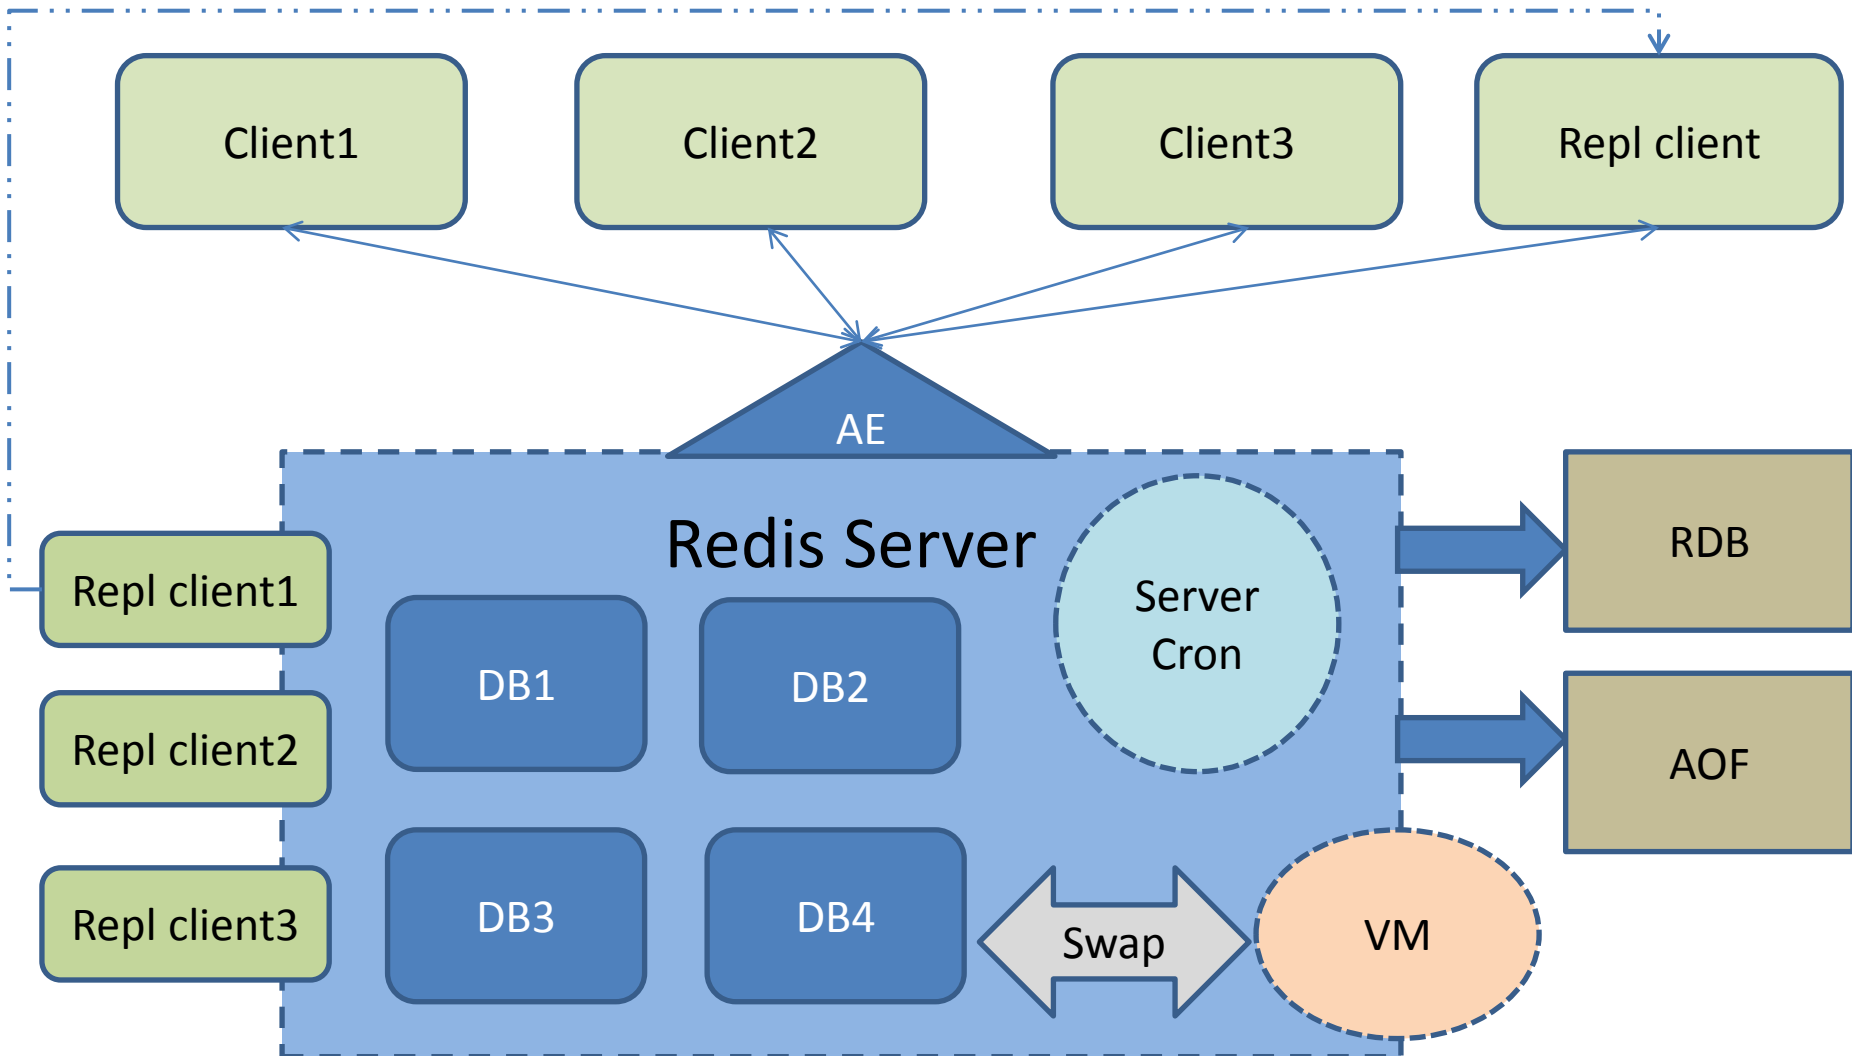 Client1
Client2
Client3
Repl client
AE
Redis Server
Server
Cron
RDB
Repl client1
DB1
DB2
Repl client2
AOF
Repl client3
DB3
DB4
Swap
VM